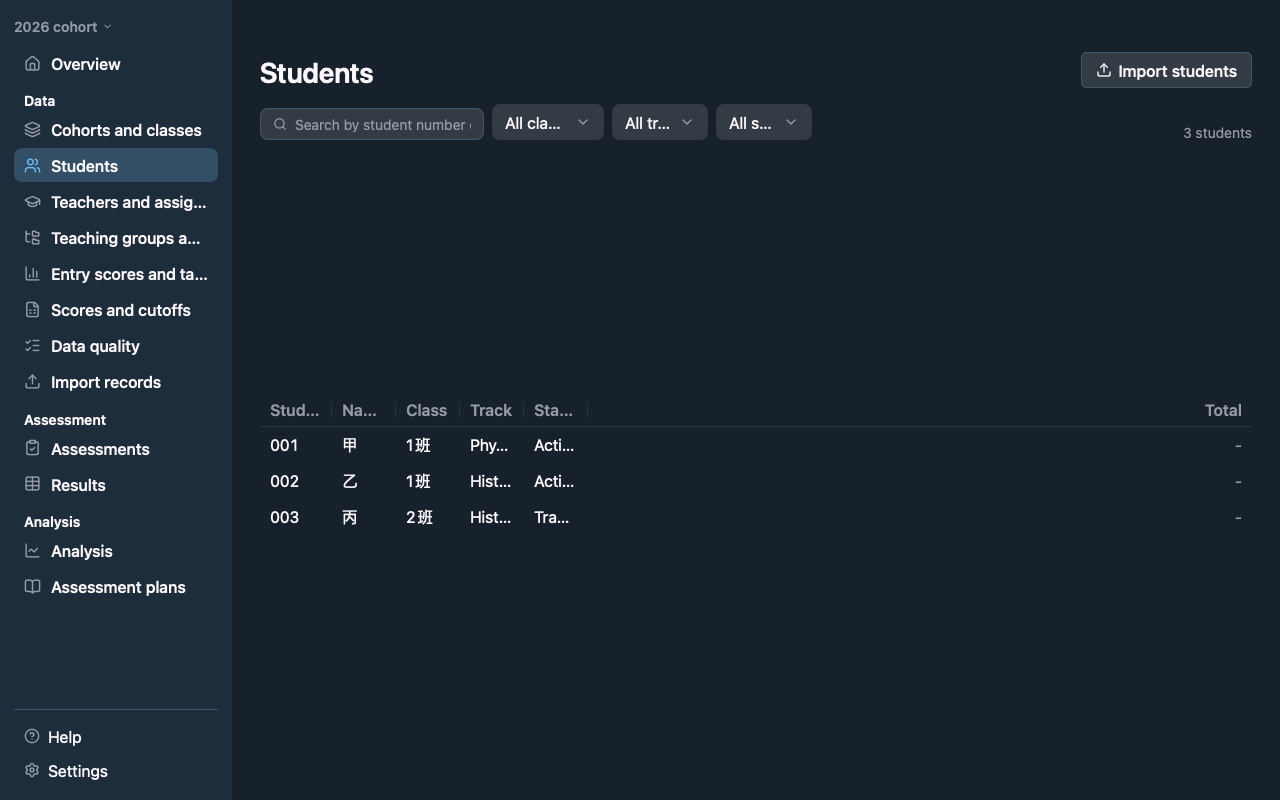 2026 cohort
Overview
Data
Cohorts and classes
Students
Teachers and assig...
Teaching groups a...
Entry scores and ta...
Scores and cutoffs
Data quality
Import records
Assessment
Assessments
Results
Analysis
Analysis
Assessment plans
Help
Settings
Students
Import students
Search by student number
All cla...
All tr...
All s...
3 students
Stud... Na... Class Track Sta... Total
001 甲 1班 Phy... Acti... -
002 乙 1班 Hist... Acti... -
003 丙 2班 Hist... Tra... -